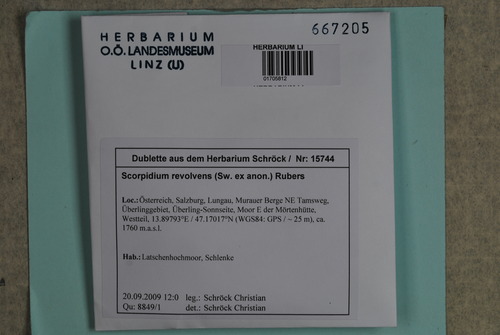 HERBARIUM
O.Ö. LANDESMUSEUM
LINZ (U)
667205
HERBARIUM LI
01705812
Dublette aus dem Herbarium Schröck / Nr: 15744
Scorpidium revolvens (Sw. ex anon.) Rubers
Loc.: Österreich, Salzburg, Lungau, Murauer Berge NE Tamsweg,
Überlinggebiet, Überling-Sonnseite, Moor E der Mörtenhütte,
Westteil, 13.89793°E / 47.17017°N (WGS84: GPS / ~ 25 m), ca.
1760 m.a.s.l.
Hab.: Latschenhochmoor, Schlenke
20.09.2009 12:0 leg.: Schröck Christian
Qu: 8849/1 det.: Schröck Christian